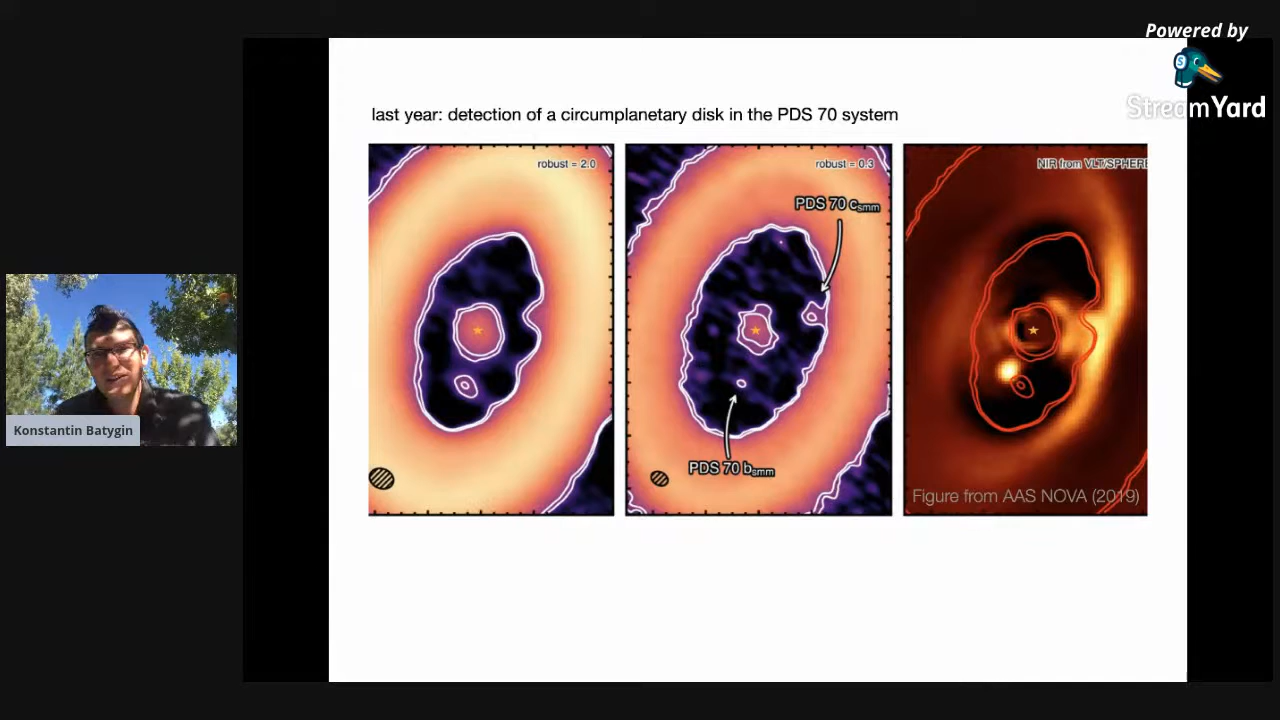 Powered by
StreamYard
last year: detection of a circumplanetary disk in the PDS 70 system
robust = 2.0
robust = 0.3
NIR from VLT/SPHERE
PDS 70 csmm
PDS 70 bsmm
Figure from AAS NOVA (2019)
Konstantin Batygin